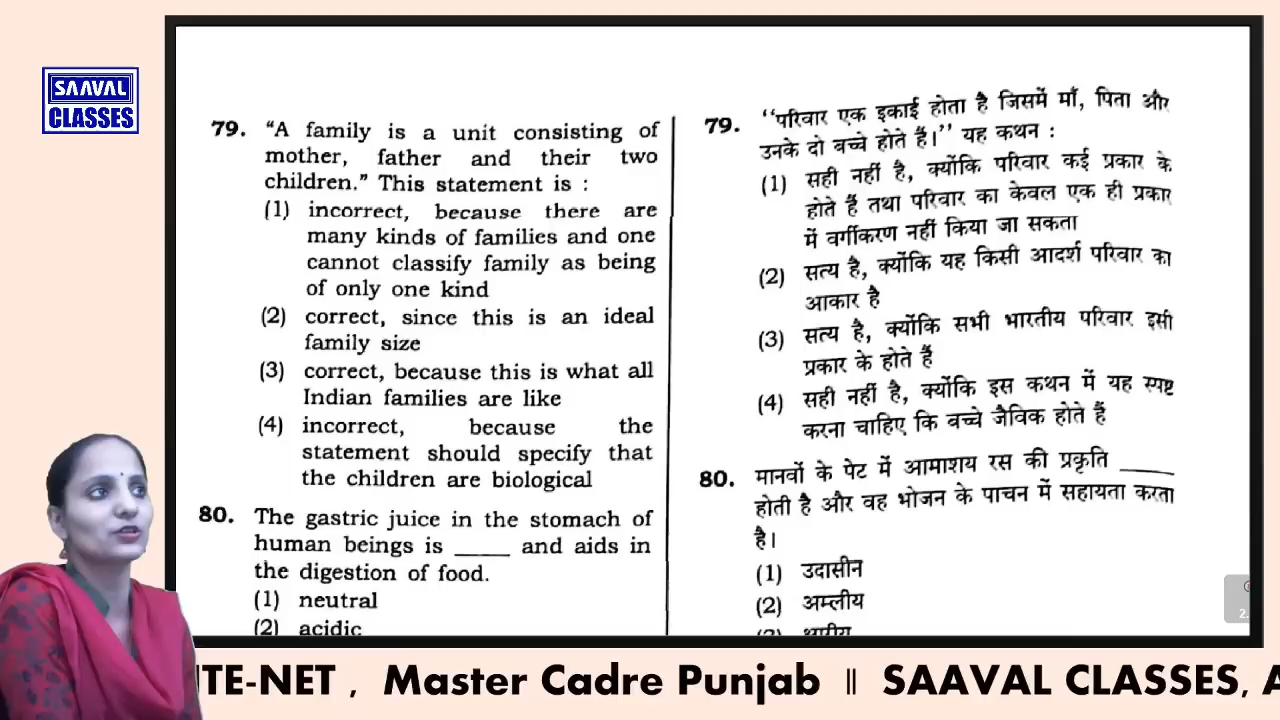 SAAVAL
CLASSES
79. “A family is a unit consisting of
mother, father and their two
children.” This statement is :
(1) incorrect, because there are
many kinds of families and one
cannot classify family as being
of only one kind
(2) correct, since this is an ideal
family size
(3) correct, because this is what all
Indian families are like
(4) incorrect, because the
statement should specify that
the children are biological
80. The gastric juice in the stomach of
human beings is _____ and aids in
the digestion of food.
(1) neutral
(2) acidic
79. ‘‘परिवार एक इकाई होता है जिसमें माँ, पिता और
उनके दो बच्चे होते हैं।’’ यह कथन :
(1) सही नहीं है, क्योंकि परिवार कई प्रकार के
होते हैं तथा परिवार का केवल एक ही प्रकार
में वर्गीकरण नहीं किया जा सकता
(2) सत्य है, क्योंकि यह किसी आदर्श परिवार का
आकार है
(3) सत्य है, क्योंकि सभी भारतीय परिवार इसी
प्रकार के होते हैं
(4) सही नहीं है, क्योंकि इस कथन में यह स्पष्ट
करना चाहिए कि बच्चे जैविक होते हैं
80. मानवों के पेट में आमाशय रस की प्रकृति _____
होती है और वह भोजन के पाचन में सहायता करता
है।
(1) उदासीन
(2) अम्लीय
TE-NET , Master Cadre Punjab || SAAVAL CLASSES,